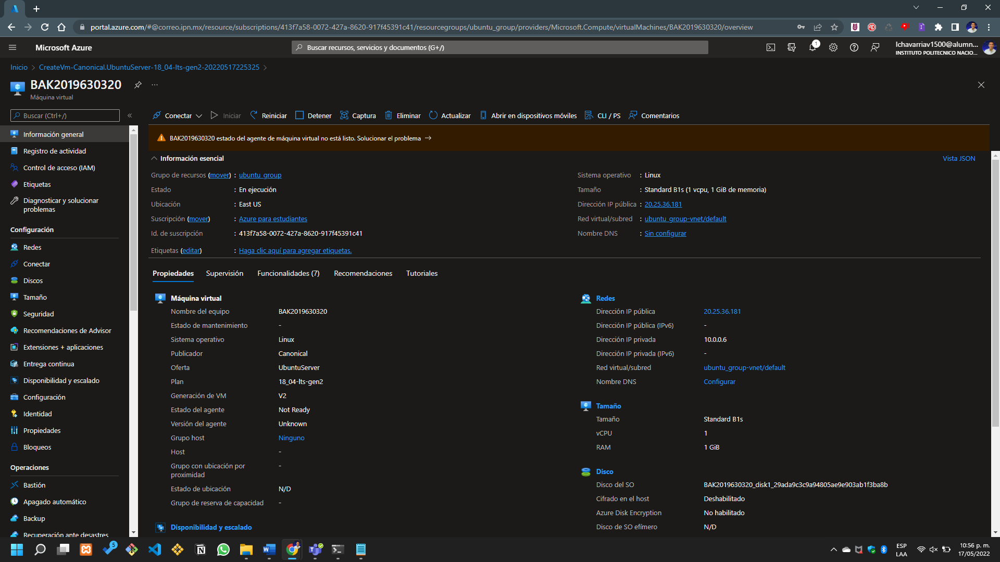 portal.azure.com/#@correo.ipn.mx/resource/subscriptions/413f7a58-0072-427a-8620-917f45391c41/resourcegroups/ubuntu_group/providers/Microsoft.Compute/virtualMachines/BAK2019630320/overview
Microsoft Azure
Buscar recursos, servicios y documentos (G+/)
1
lchavarriav1500@alumn...
INSTITUTO POLITECNICO NACIO...
Inicio > CreateVm-Canonical.UbuntuServer-18_04-lts-gen2-20220517225325 >
BAK2019630320
Máquina virtual
Buscar (Ctrl+/)
Conectar
Iniciar
Reiniciar
Detener
Captura
Eliminar
Actualizar
Abrir en dispositivos móviles
CLI / PS
Comentarios
Información general
Registro de actividad
Control de acceso (IAM)
Etiquetas
Diagnosticar y solucionar
problemas
Configuración
Redes
Conectar
Discos
Tamaño
Seguridad
Recomendaciones de Advisor
Extensiones + aplicaciones
Entrega continua
Disponibilidad y escalado
Configuración
Identidad
Propiedades
Bloqueos
Operaciones
Bastión
Apagado automático
Backup
Recuperación ante desastres
BAK2019630320 estado del agente de máquina virtual no está listo. Solucionar el problema →
Información esencial
Vista JSON
Grupo de recursos (mover) : ubuntu_group
Estado : En ejecución
Ubicación : East US
Suscripción (mover) : Azure para estudiantes
Id. de suscripción : 413f7a58-0072-427a-8620-917f45391c41
Etiquetas (editar) : Haga clic aquí para agregar etiquetas.
Sistema operativo : Linux
Tamaño : Standard B1s (1 vcpu, 1 GiB de memoria)
Dirección IP pública : 20.25.36.181
Red virtual/subred : ubuntu_group-vnet/default
Nombre DNS : Sin configurar
Propiedades
Supervisión
Funcionalidades (7)
Recomendaciones
Tutoriales
Máquina virtual
Nombre del equipo BAK2019630320
Estado de mantenimiento -
Sistema operativo Linux
Publicador Canonical
Oferta UbuntuServer
Plan 18_04-lts-gen2
Generación de VM V2
Estado del agente Not Ready
Versión del agente Unknown
Grupo host Ninguno
Host -
Grupo con ubicación por -
proximidad
Estado de ubicación N/D
Grupo de reserva de capacidad -
Disponibilidad y escalado
Redes
Dirección IP pública 20.25.36.181
Dirección IP pública (IPv6) -
Dirección IP privada 10.0.0.6
Dirección IP privada (IPv6) -
Red virtual/subred ubuntu_group-vnet/default
Nombre DNS Configurar
Tamaño
Tamaño Standard B1s
vCPU 1
RAM 1 GiB
Disco
Disco del SO BAK2019630320_disk1_29ada9c3c9a94805ae9e903ab1f3ba8b
Cifrado en el host Deshabilitado
Azure Disk Encryption No habilitado
Disco de SO efímero N/D
5
ESP
LAA
10:56 p. m.
17/05/2022